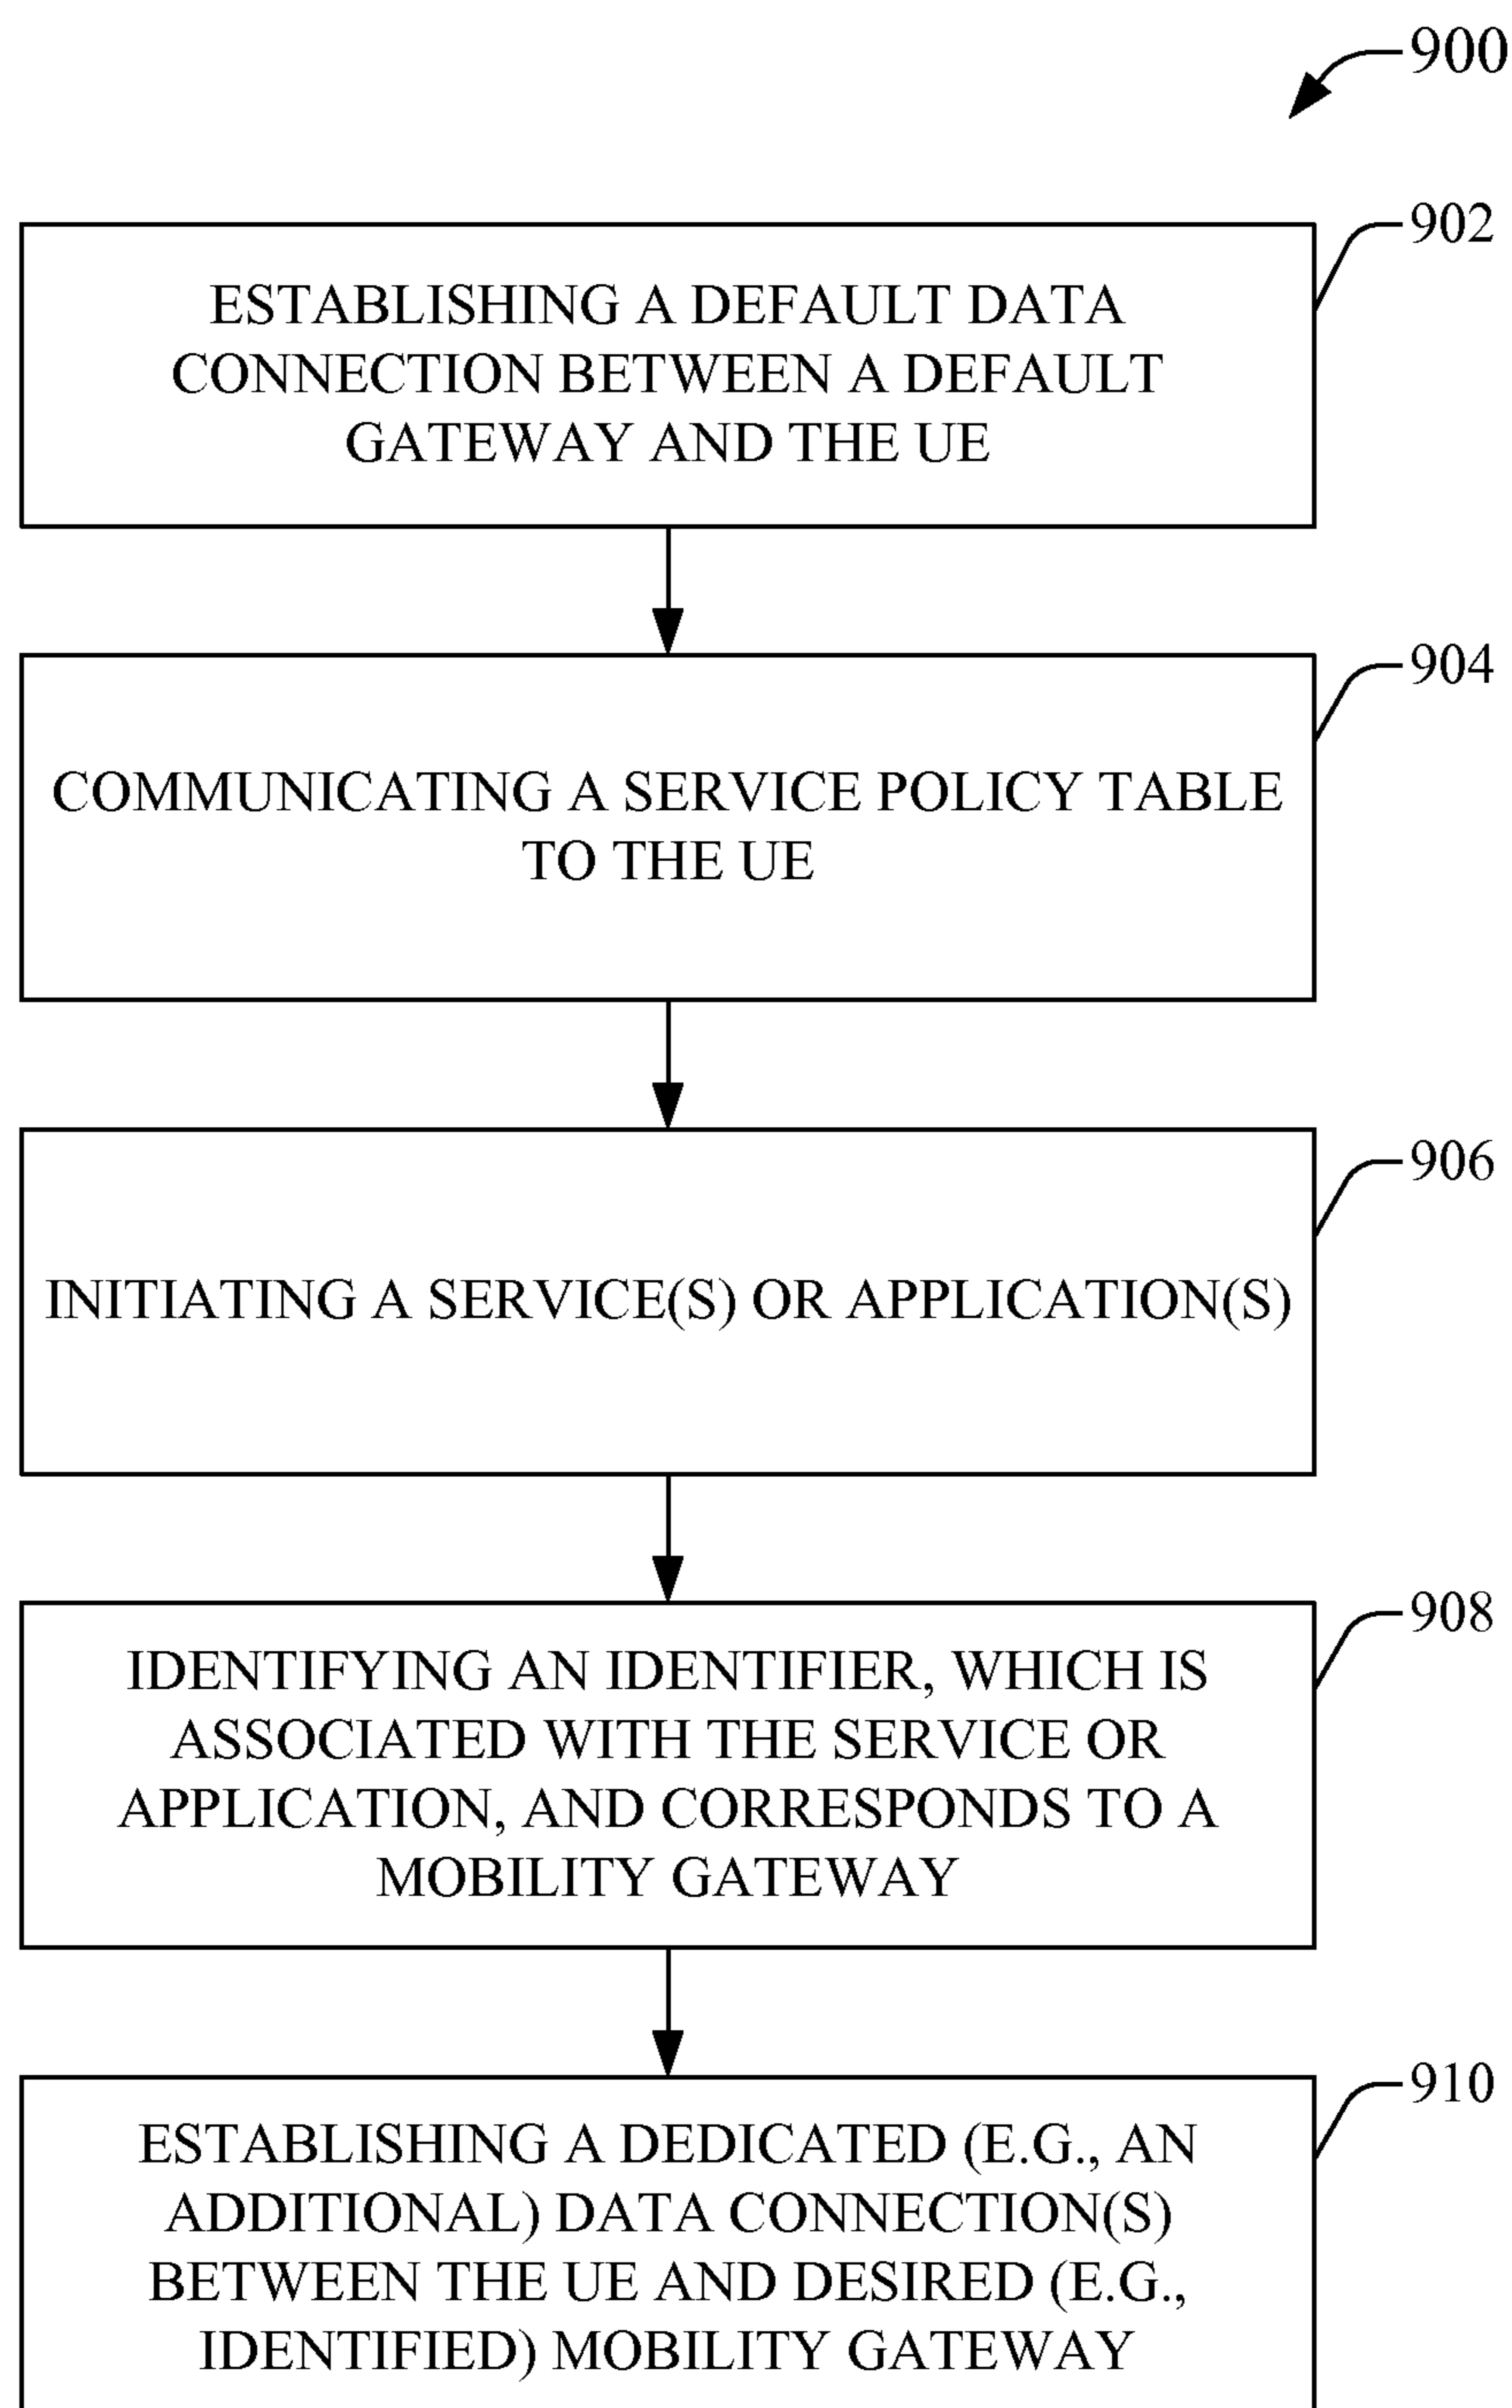 900
902
ESTABLISHING A DEFAULT DATA
CONNECTION BETWEEN A DEFAULT
GATEWAY AND THE UE
904
COMMUNICATING A SERVICE POLICY TABLE
TO THE UE
906
INITIATING A SERVICE(S) OR APPLICATION(S)
908
IDENTIFYING AN IDENTIFIER, WHICH IS
ASSOCIATED WITH THE SERVICE OR
APPLICATION, AND CORRESPONDS TO A
MOBILITY GATEWAY
910
ESTABLISHING A DEDICATED (E.G., AN
ADDITIONAL) DATA CONNECTION(S)
BETWEEN THE UE AND DESIRED (E.G.,
IDENTIFIED) MOBILITY GATEWAY